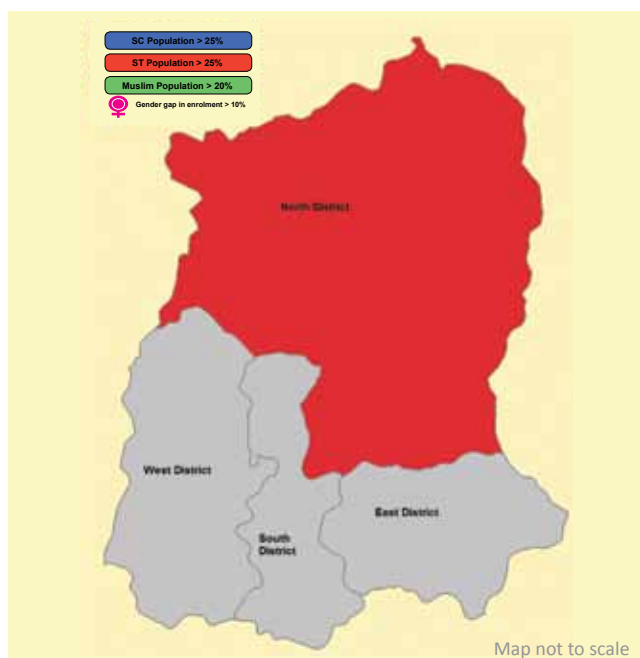 SC Population > 25%
ST Population > 25%
Muslim Population > 20%
Gender gap in enrolment > 10%
North District
West District
East District
South
District
Map not to scale